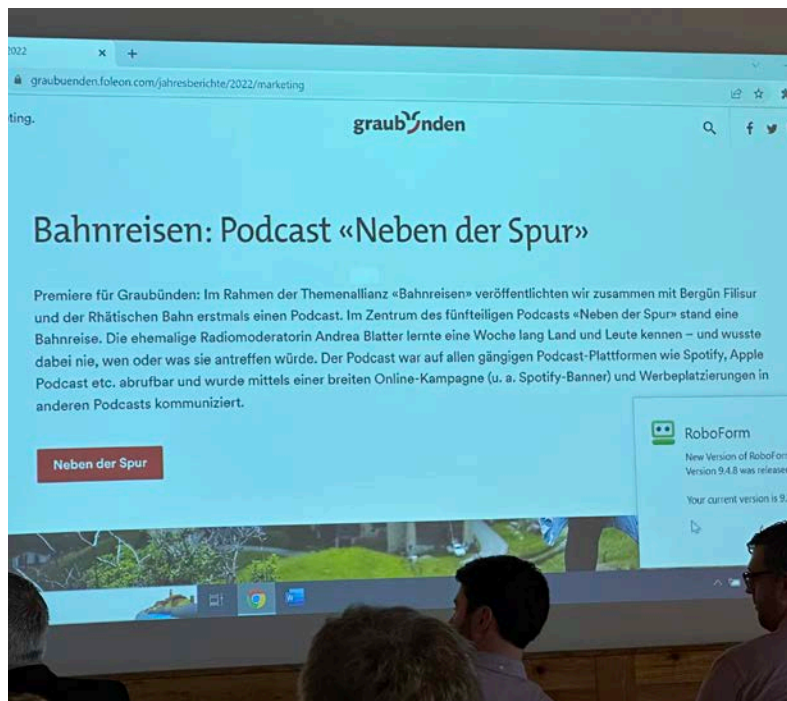 2022
graubuenden.foleon.com/jahresberichte/2022/marketing
ting.
graubünden
Bahnreisen: Podcast «Neben der Spur»
Premiere für Graubünden: Im Rahmen der Themenallianz «Bahnreisen» veröffentlichten wir zusammen mit Bergün Filisur
und der Rhätischen Bahn erstmals einen Podcast. Im Zentrum des fünfteiligen Podcasts «Neben der Spur» stand eine
Bahnreise. Die ehemalige Radiomoderatorin Andrea Blatter lernte eine Woche lang Land und Leute kennen – und wusste
dabei nie, wen oder was sie antreffen würde. Der Podcast war auf allen gängigen Podcast-Plattformen wie Spotify, Apple
Podcast etc. abrufbar und wurde mittels einer breiten Online-Kampagne (u. a. Spotify-Banner) und Werbeplatzierungen in
anderen Podcasts kommuniziert.
Neben der Spur
RoboForm
New Version of RoboForm
Version 9.4.8 was released
Your current version is 9.